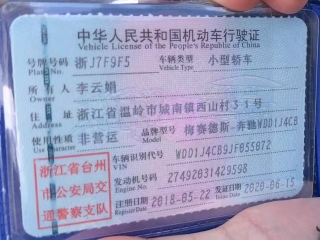 中华人民共和国机动车行驶证
Vehicle License of the People's Republic of China
号牌号码 浙J7F9F5 车辆类型 小型轿车
Plate No. Vehicle Type
所有人 李云娟
Owner
住址 浙江省温岭市城南镇西山村31号
Address
使用性质 非营运 品牌型号 梅赛德斯-奔驰WDD1J4CB
Use Character Model
浙江省台州
市公安局交
通警察支队
车辆识别代号 WDD1J4CB9JF055072
VIN
发动机号码 27492031429598
Engine No.
注册日期 2018-05-22 发证日期 2020-06-15
Register Date Issue Date